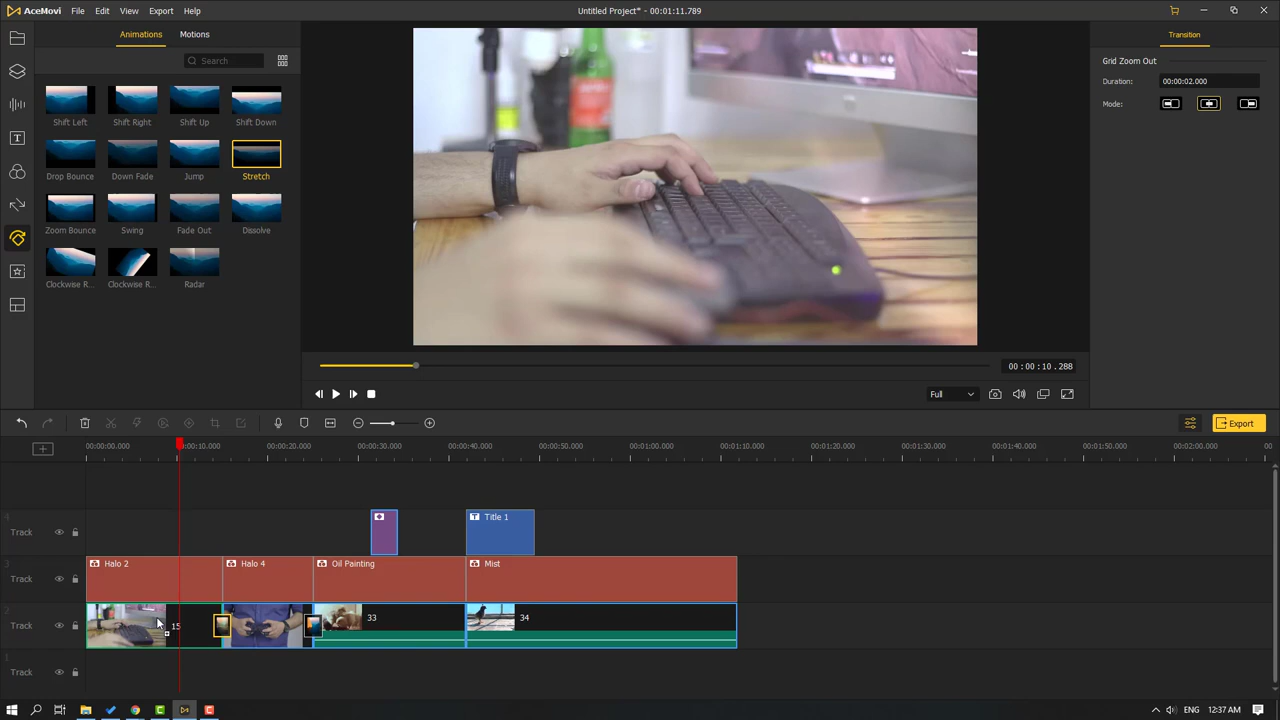 AceMovi File Edit View Export Help
Untitled Project* - 00:01:11.789
Animations Motions
Search
Shift Left Shift Right Shift Up Shift Down
Drop Bounce Down Fade Jump Stretch
Zoom Bounce Swing Fade Out Dissolve
Clockwise R... Clockwise R... Radar
Transition
Grid Zoom Out
Duration: 00:00:02.000
Mode:
00 : 00 : 10 . 288
Full
Export
00:00:00.000 00:00:10.000 00:00:20.000 00:00:30.000 00:00:40.000 00:00:50.000 00:01:00.000 00:01:10.000 00:01:20.000 00:01:30.000 00:01:40.000 00:01:50.000 00:02:00.000 00
4
Track
Title 1
3
Track
Halo 2 Halo 4 Oil Painting Mist
2
Track
15 33 34
1
Track
12:37 AM